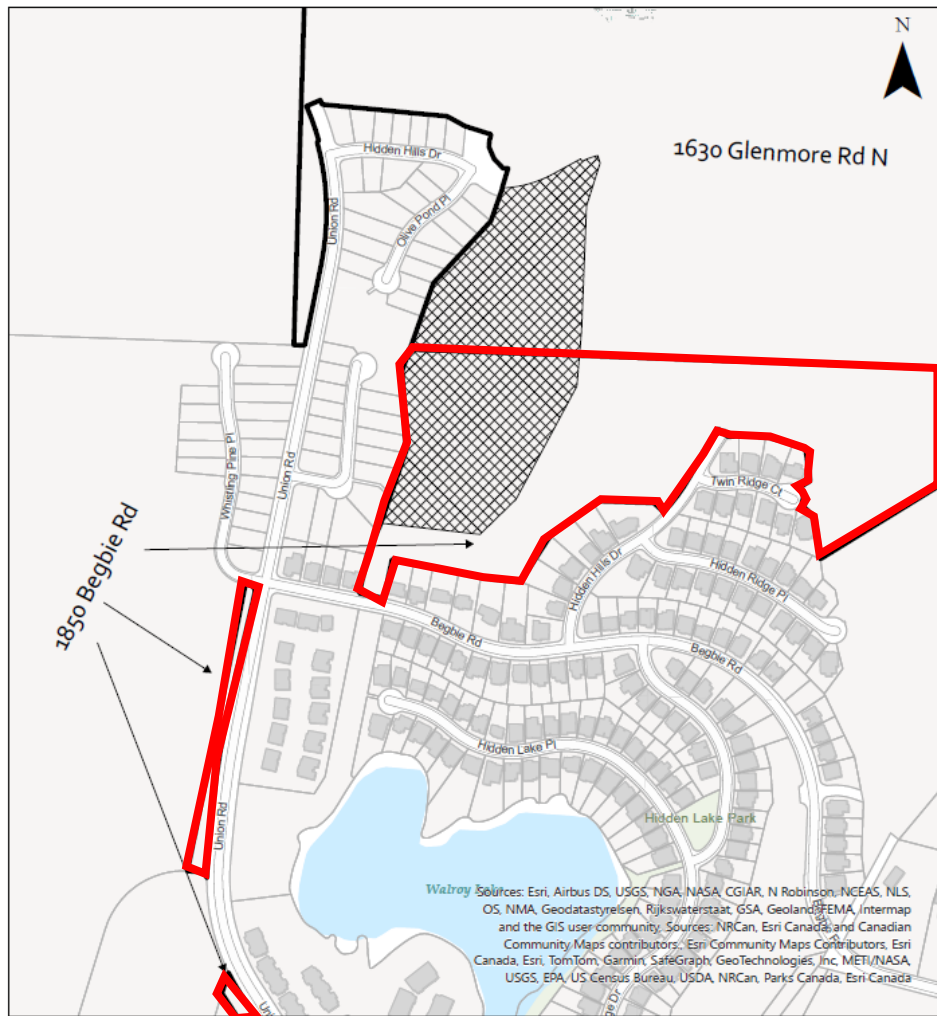 N
1630 Glenmore Rd N
Hidden Hills Dr
Union Rd
Olive Pond Pl
Whistling Pine Pl
Union Rd
Twin Ridge Ct
1850 Begbie Rd
Hidden Hills Dr
Hidden Ridge Pl
Begbie Rd
Begbie Rd
Hidden Lake Pl
Union Rd
Hidden Lake Park
Walroy Lake
Sources: Esri, Airbus DS, USGS, NGA, NASA, CGIAR, N Robinson, NCEAS, NLS,
OS, NMA, Geodatastyrelsen, Rijkswaterstaat, GSA, Geoland, FEMA, Intermap
and the GIS user community, Sources: NRCan, Esri Canada, and Canadian
Community Maps contributors., Esri Community Maps Contributors, Esri
Canada, Esri, TomTom, Garmin, SafeGraph, GeoTechnologies, Inc, METI/NASA,
USGS, EPA, US Census Bureau, USDA, NRCan, Parks Canada, Esri Canada
Begbie Rd